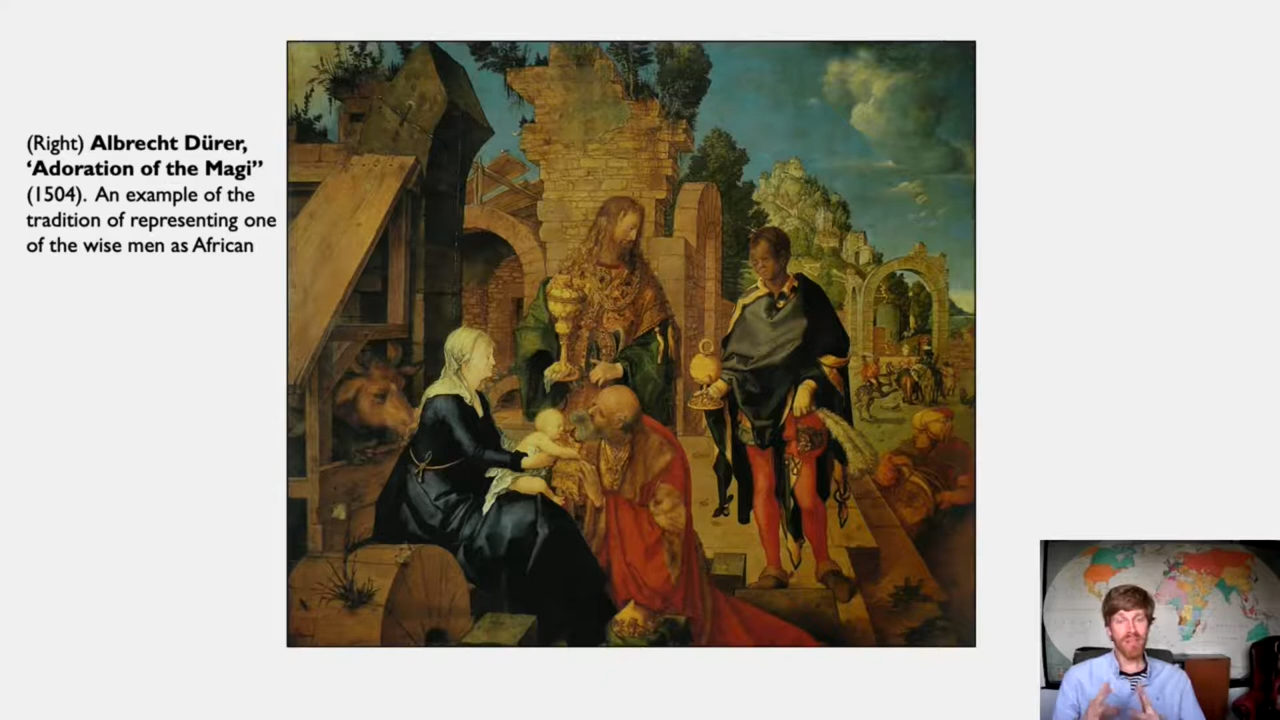 (Right) Albrecht Dürer,
‘Adoration of the Magi”
(1504). An example of the
tradition of representing one
of the wise men as African